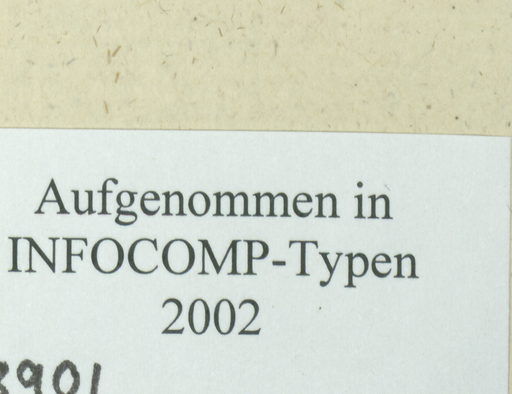 Aufgenommen in
INFOCOMP-Typen
2002